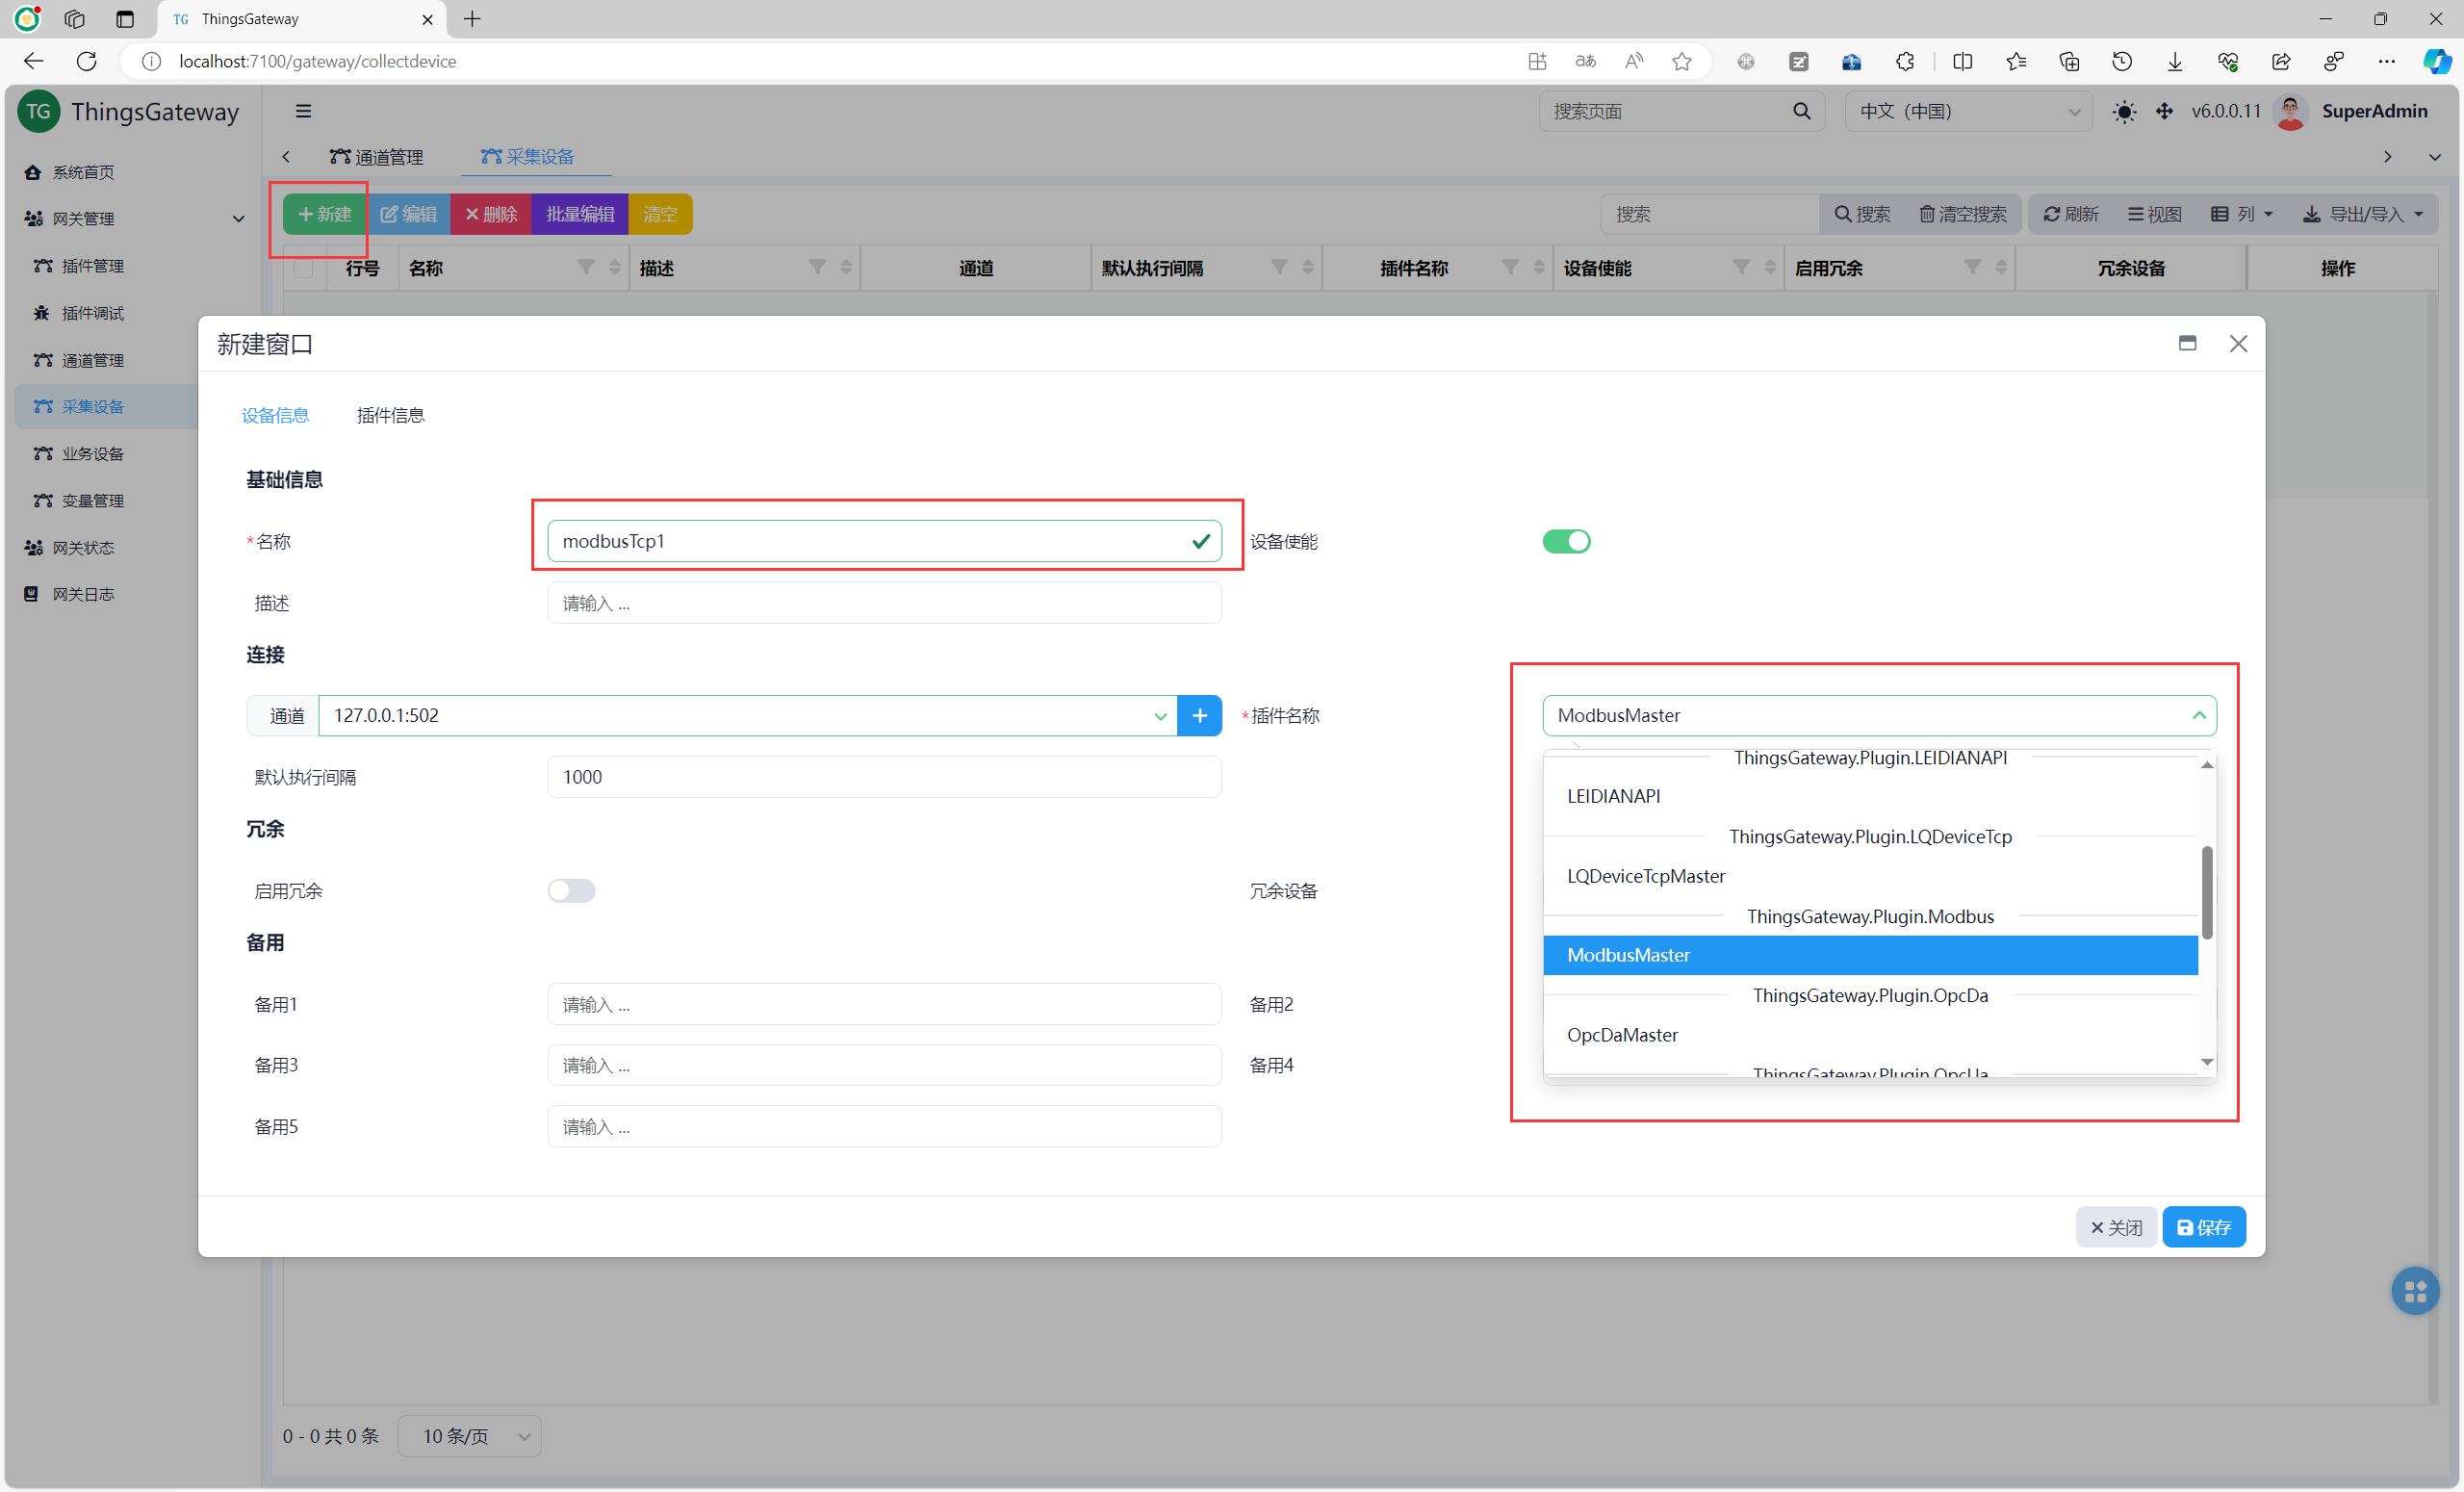 TG ThingsGateway
localhost:7100/gateway/collectdevice
TG ThingsGateway
搜索页面
中文（中国）
v6.0.0.11
SuperAdmin
通道管理
采集设备
系统首页
网关管理
插件管理
插件调试
通道管理
采集设备
业务设备
变量管理
网关状态
网关日志
新建 编辑 删除 批量编辑 清空
搜索 搜索 清空搜索 刷新 视图 列 导出/导入
行号 名称 描述 通道 默认执行间隔 插件名称 设备使能 启用冗余 冗余设备 操作
新建窗口
设备信息 插件信息
基础信息
*名称 modbusTcp1 设备使能
描述 请输入 ...
连接
通道 127.0.0.1:502 *插件名称 ModbusMaster
默认执行间隔 1000
ThingsGateway.Plugin.LEIDIANAPI
LEIDIANAPI
ThingsGateway.Plugin.LQDeviceTcp
LQDeviceTcpMaster
ThingsGateway.Plugin.Modbus
ModbusMaster
ThingsGateway.Plugin.OpcDa
OpcDaMaster
ThingsGateway.Plugin.OpcUa
冗余
启用冗余 冗余设备
备用
备用1 请输入 ... 备用2
备用3 请输入 ... 备用4
备用5 请输入 ...
关闭 保存
0 - 0 共 0 条 10 条/页